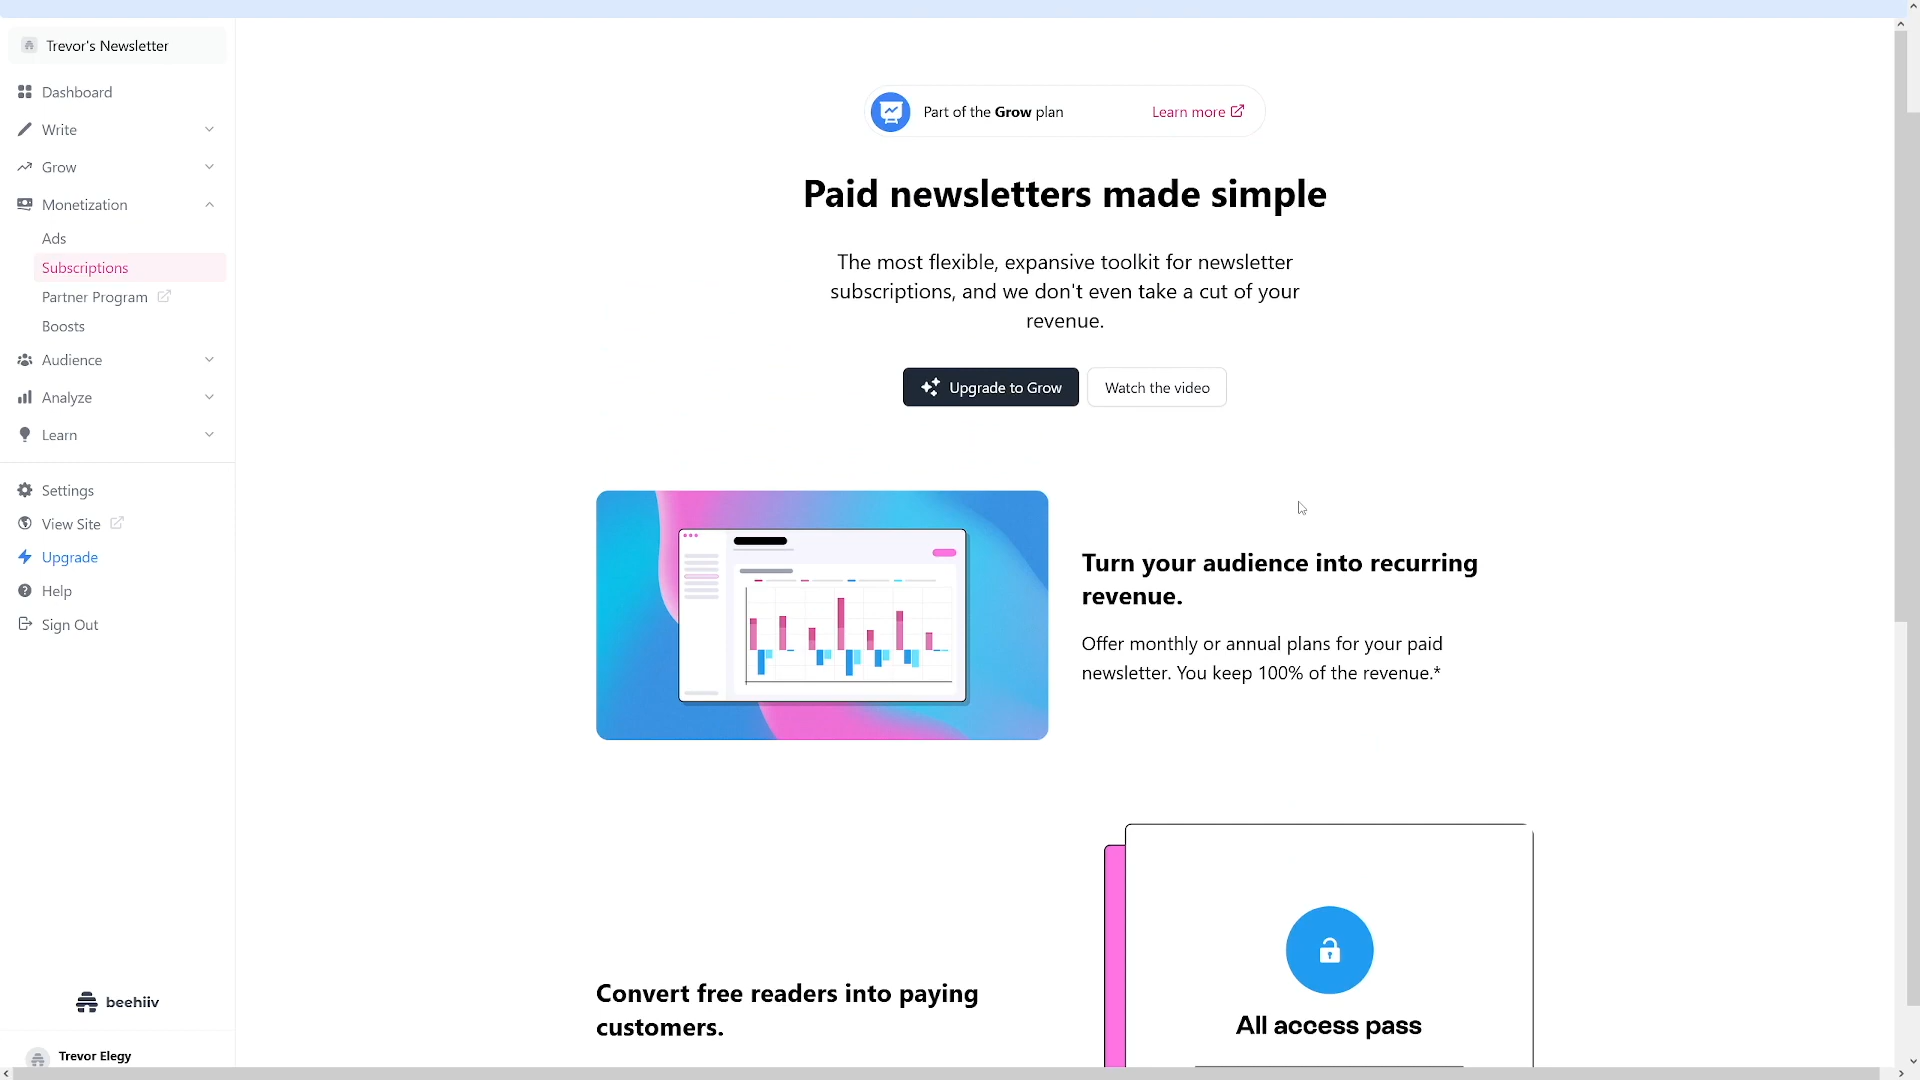 Trevor's Newsletter
Dashboard
Write
Grow
Monetization
Ads
Subscriptions
Partner Program
Boosts
Audience
Analyze
Learn
Settings
View Site
Upgrade
Help
Sign Out
beehiiv
Trevor Elegy
Part of the Grow plan
Learn more
Paid newsletters made simple
The most flexible, expansive toolkit for newsletter
subscriptions, and we don't even take a cut of your
revenue.
Upgrade to Grow
Watch the video
Turn your audience into recurring
revenue.
Offer monthly or annual plans for your paid
newsletter. You keep 100% of the revenue.*
Convert free readers into paying
customers.
All access pass